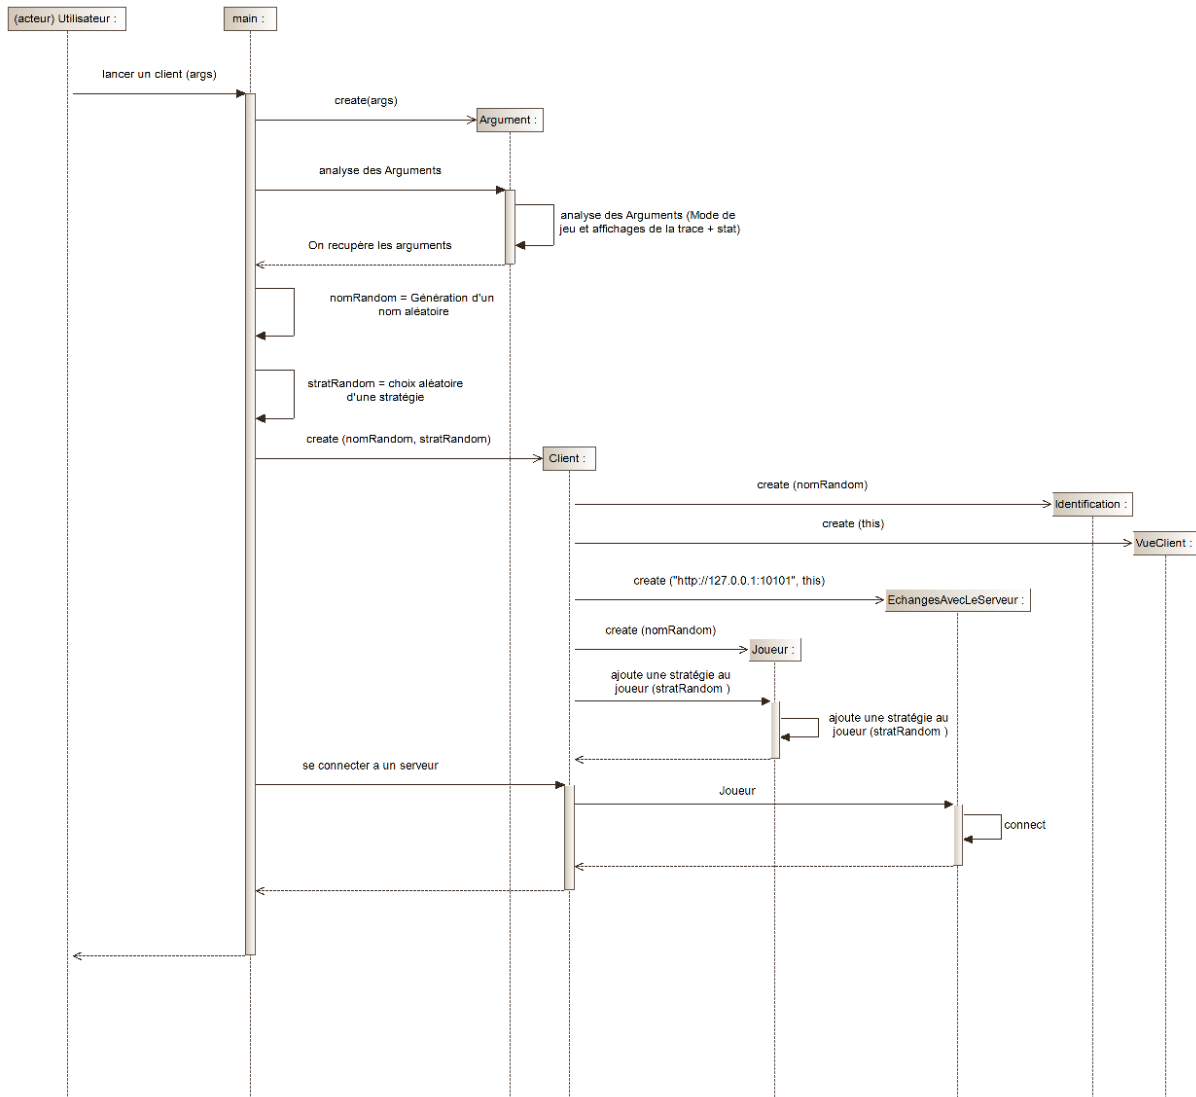 (acteur) Utilisateur :
main :
lancer un client (args)
create(args)
Argument :
analyse des Arguments
analyse des Arguments (Mode de
jeu et affichages de la trace + stat)
On recupère les arguments
nomRandom = Génération d'un
nom aléatoire
stratRandom = choix aléatoire
d'une stratégie
create (nomRandom, stratRandom)
Client :
create (nomRandom)
Identification :
create (this)
VueClient :
create ("http://127.0.0.1:10101", this)
EchangesAvecLeServeur :
create (nomRandom)
Joueur :
ajoute une stratégie au
joueur (stratRandom )
ajoute une stratégie au
joueur (stratRandom )
se connecter a un serveur
Joueur
connect